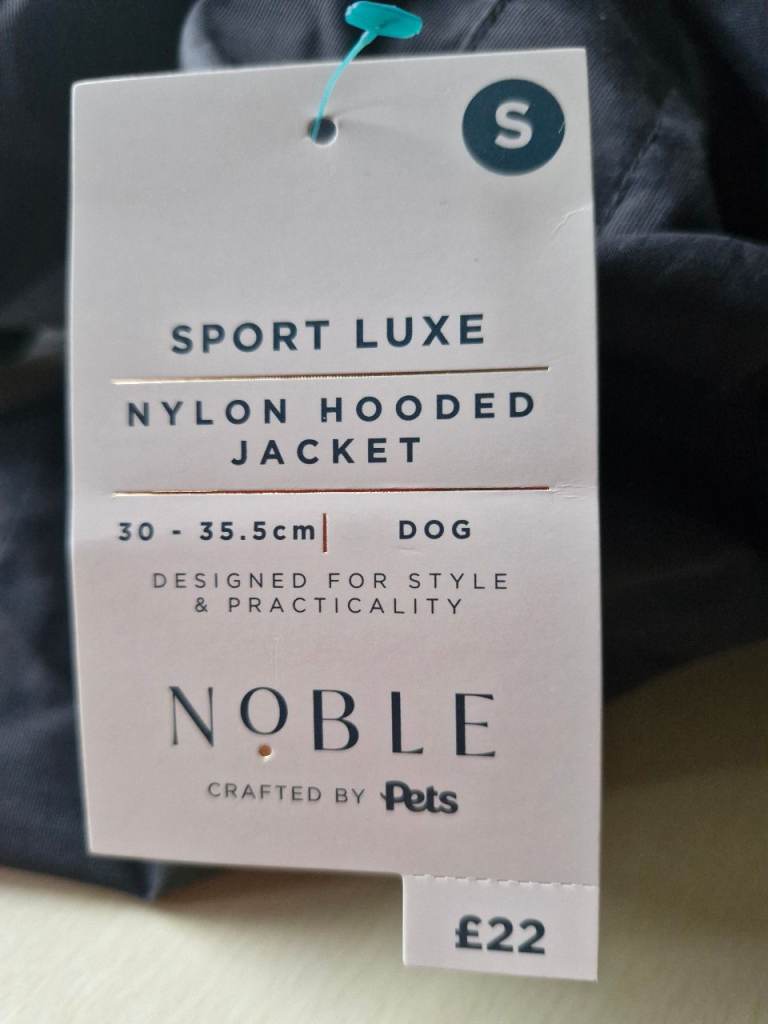 S
SPORT LUXE
NYLON HOODED
JACKET
30 - 35.5cm | DOG
DESIGNED FOR STYLE
& PRACTICALITY
NOBLE
CRAFTED BY Pets
£22